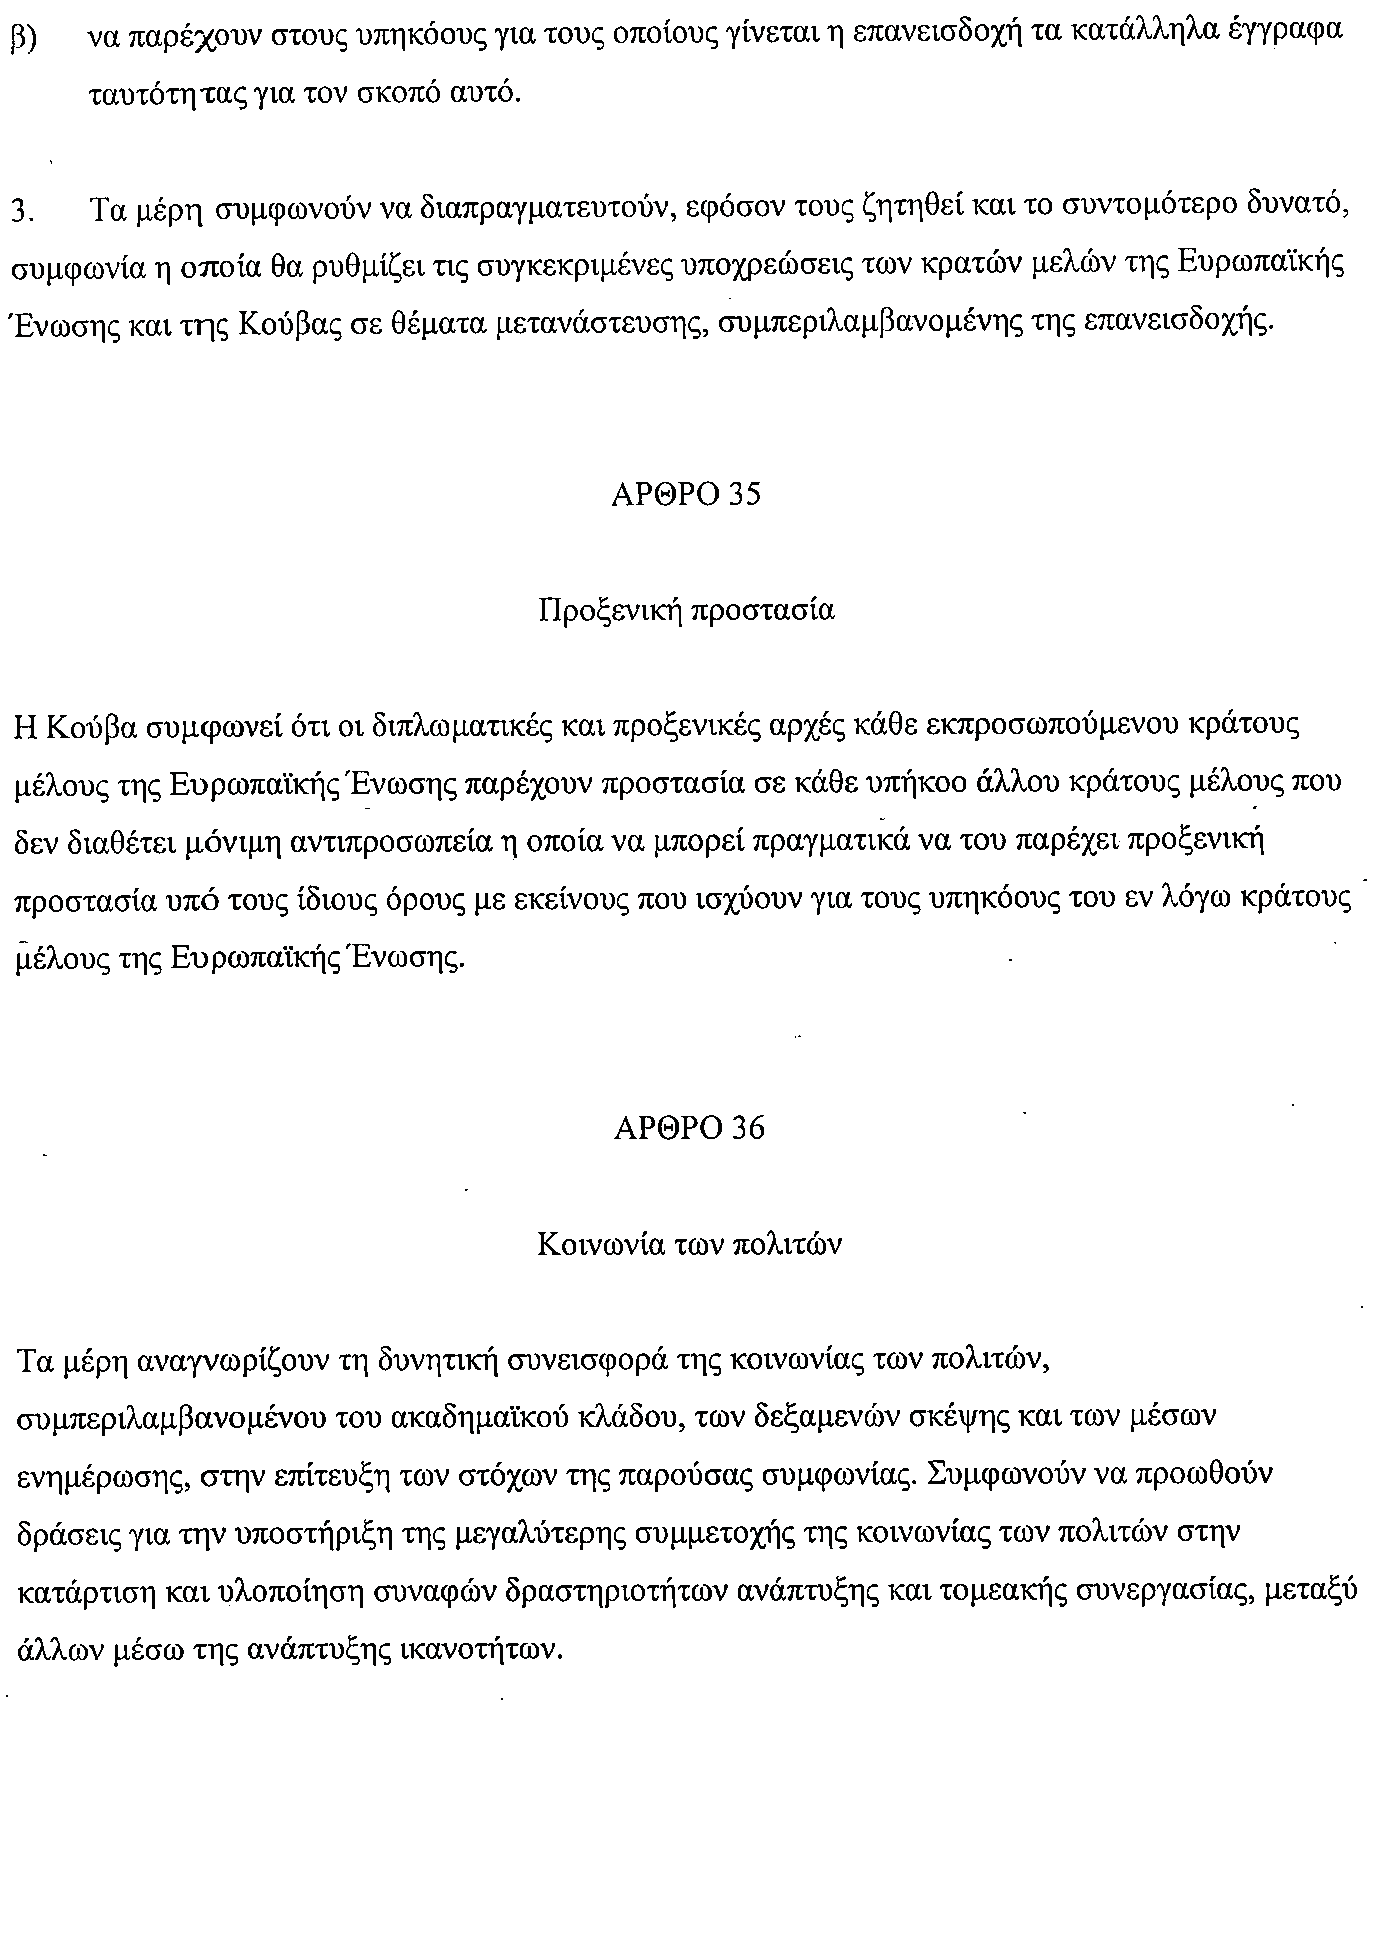 β) να παρέχουν στους υπηκόους για τους οποίους γίνεται η επανεισδοχή τα κατάλληλα έγγραφα
ταυτότητας για τον σκοπό αυτό.
3. Τα μέρη συμφωνούν να διαπραγματευτούν, εφόσον τους ζητηθεί και το συντομότερο δυνατό,
συμφωνία η οποία θα ρυθμίζει τις συγκεκριμένες υποχρεώσεις των κρατών μελών της Ευρωπαϊκής
Ένωσης και της Κούβας σε θέματα μετανάστευσης, συμπεριλαμβανομένης της επανεισδοχής.
ΑΡΘΡΟ 35
Προξενική προστασία
Η Κούβα συμφωνεί ότι οι διπλωματικές και προξενικές αρχές κάθε εκπροσωπούμενου κράτους
μέλους της Ευρωπαϊκής Ένωσης παρέχουν προστασία σε κάθε υπήκοο άλλου κράτους μέλους που
δεν διαθέτει μόνιμη αντιπροσωπεία η οποία να μπορεί πραγματικά να του παρέχει προξενική
προστασία υπό τους ίδιους όρους με εκείνους που ισχύουν για τους υπηκόους του εν λόγω κράτους
μέλους της Ευρωπαϊκής Ένωσης.
ΑΡΘΡΟ 36
Κοινωνία των πολιτών
Τα μέρη αναγνωρίζουν τη δυνητική συνεισφορά της κοινωνίας των πολιτών,
συμπεριλαμβανομένου του ακαδημαϊκού κλάδου, των δεξαμενών σκέψης και των μέσων
ενημέρωσης, στην επίτευξη των στόχων της παρούσας συμφωνίας. Συμφωνούν να προωθούν
δράσεις για την υποστήριξη της μεγαλύτερης συμμετοχής της κοινωνίας των πολιτών στην
κατάρτιση και υλοποίηση συναφών δραστηριοτήτων ανάπτυξης και τομεακής συνεργασίας, μεταξύ
άλλων μέσω της ανάπτυξης ικανοτήτων.